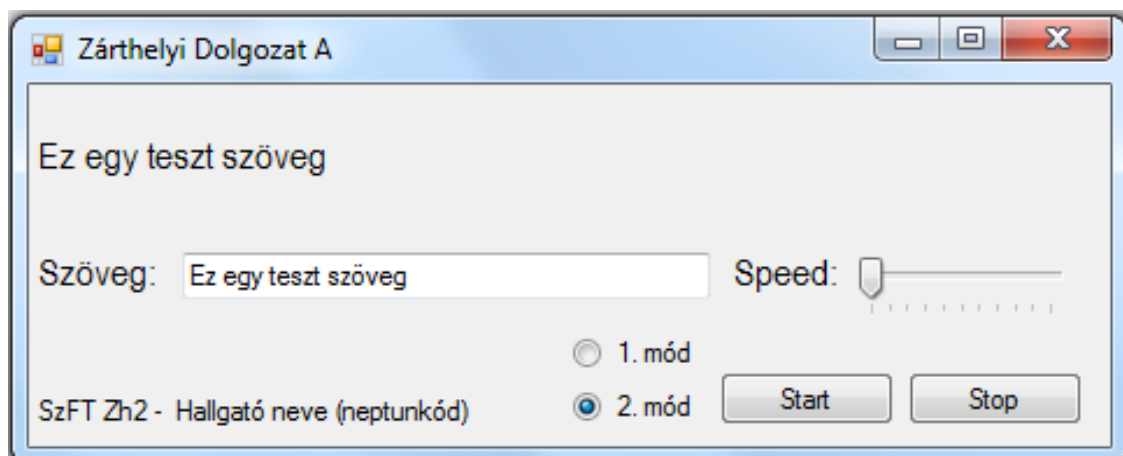 Zárthelyi Dolgozat A
Ez egy teszt szöveg
Szöveg: Ez egy teszt szöveg Speed:
1. mód
SzFT Zh2 - Hallgató neve (neptunkód) 2. mód Start Stop